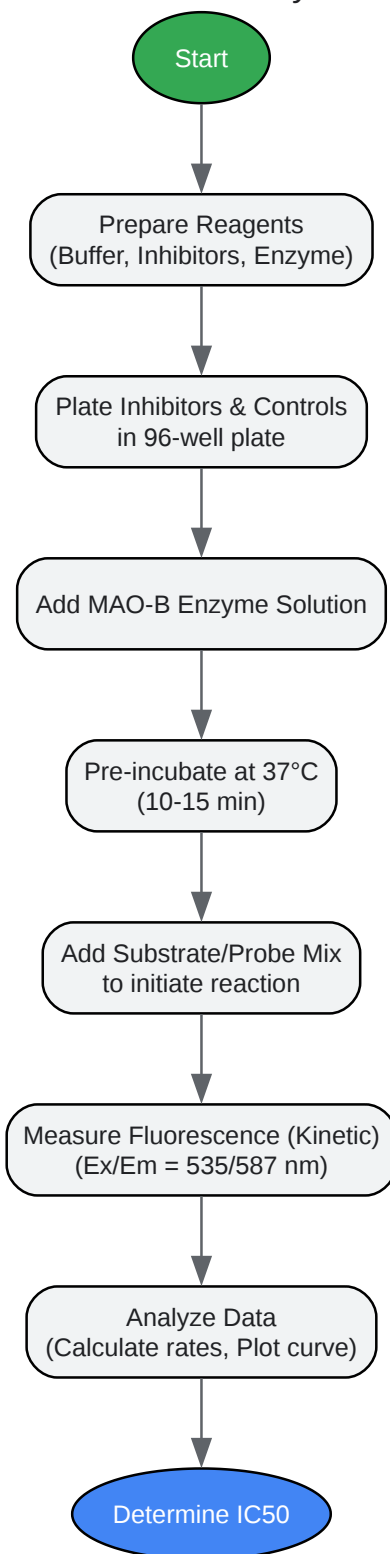 Start
Prepare Reagents
(Buffer, Inhibitors, Enzyme)
Plate Inhibitors & Controls
in 96-well plate
Add MAO-B Enzyme Solution
Pre-incubate at 37°C
(10-15 min)
Add Substrate/Probe Mix
to initiate reaction
Measure Fluorescence (Kinetic)
(Ex/Em = 535/587 nm)
Analyze Data
(Calculate rates, Plot curve)
Determine IC50